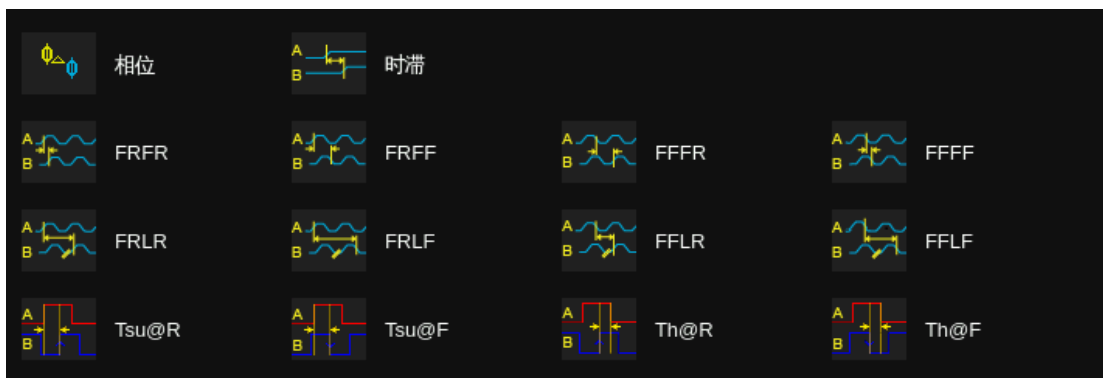 相位 A B 时滞
A B FRFR A B FRFF A B FFFR A B FFFF
A B FRLR A B FRLF A B FFLR A B FFLF
A B Tsu@R A B Tsu@F A B Th@R A B Th@F